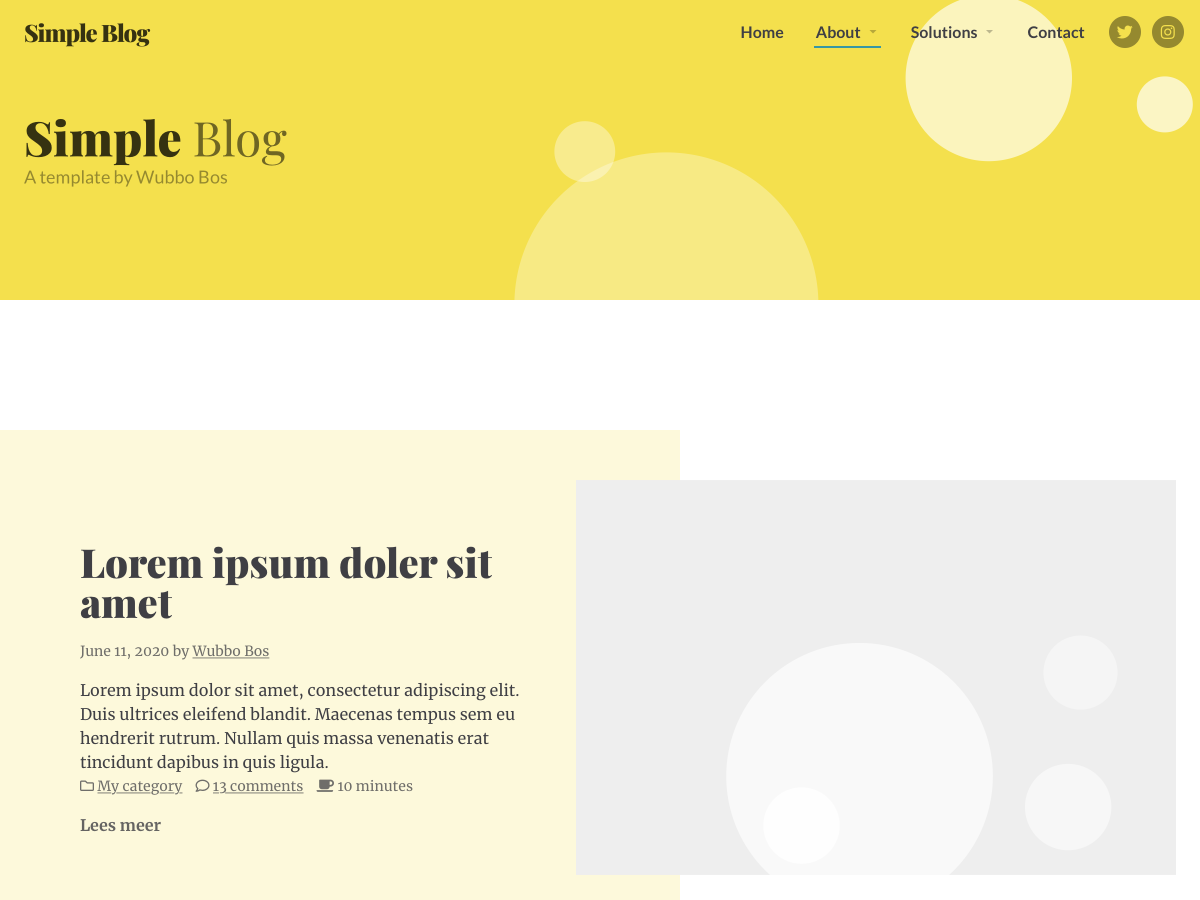 Simple Blog
Home About Solutions Contact
Simple Blog
A template by Wubbo Bos
Lorem ipsum doler sit
amet
June 11, 2020 by Wubbo Bos
Lorem ipsum dolor sit amet, consectetur adipiscing elit.
Duis ultrices eleifend blandit. Maecenas tempus sem eu
hendrerit rutrum. Nullam quis massa venenatis erat
tincidunt dapibus in quis ligula.
My category 13 comments 10 minutes
Lees meer